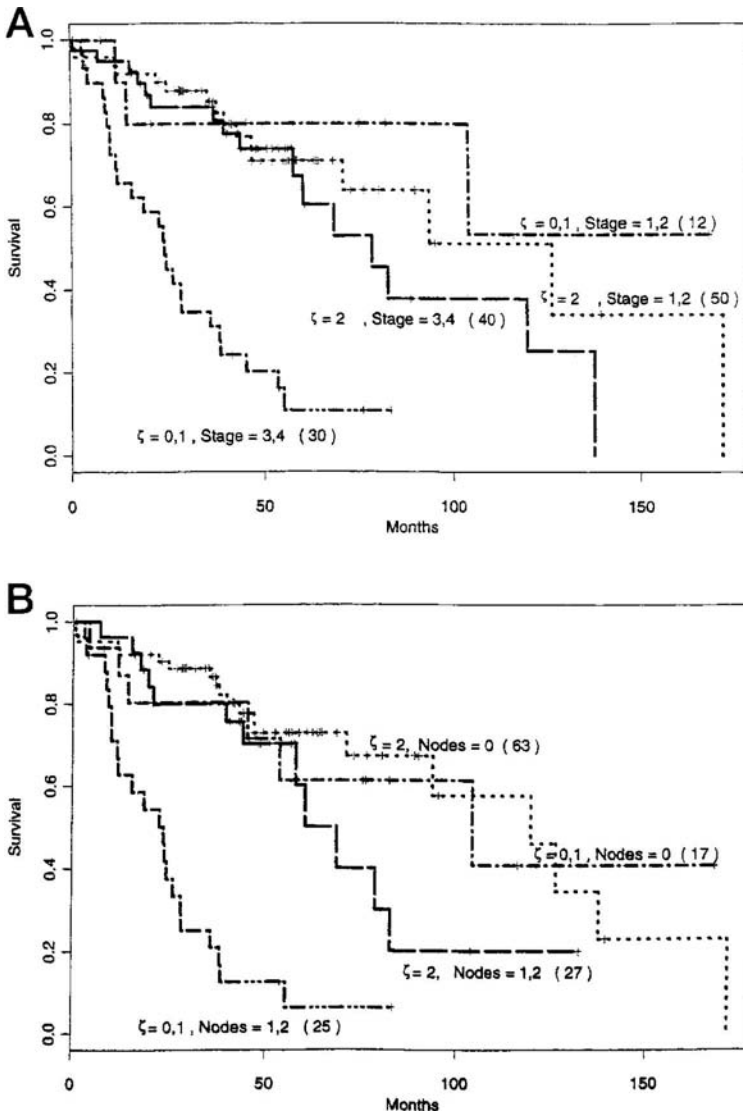 A
1.0
0.8
0.6
0.4
0.2
0.0
Survival
ζ = 0,1 , Stage = 1,2 (12)
ζ = 2 , Stage = 1,2 (50)
ζ = 2 , Stage = 3,4 (40)
ζ = 0,1 , Stage = 3,4 (30)
0 50 100 150
Months
B
1.0
0.8
0.6
0.4
0.2
0.0
Survival
ζ = 2, Nodes = 0 (63)
ζ = 0,1, Nodes = 0 (17)
ζ = 2, Nodes = 1,2 (27)
ζ = 0,1 , Nodes = 1,2 (25)
0 50 100 150
Months